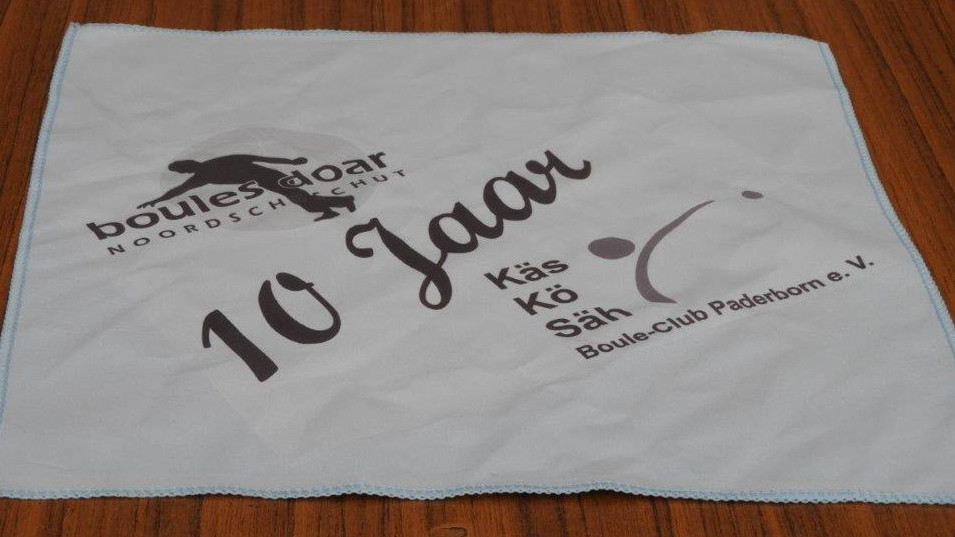 boules doar
NOORDSCHESCHUT
10 Jaar
Käs
Kö
Säh
Boule-Club Paderborn e. V.